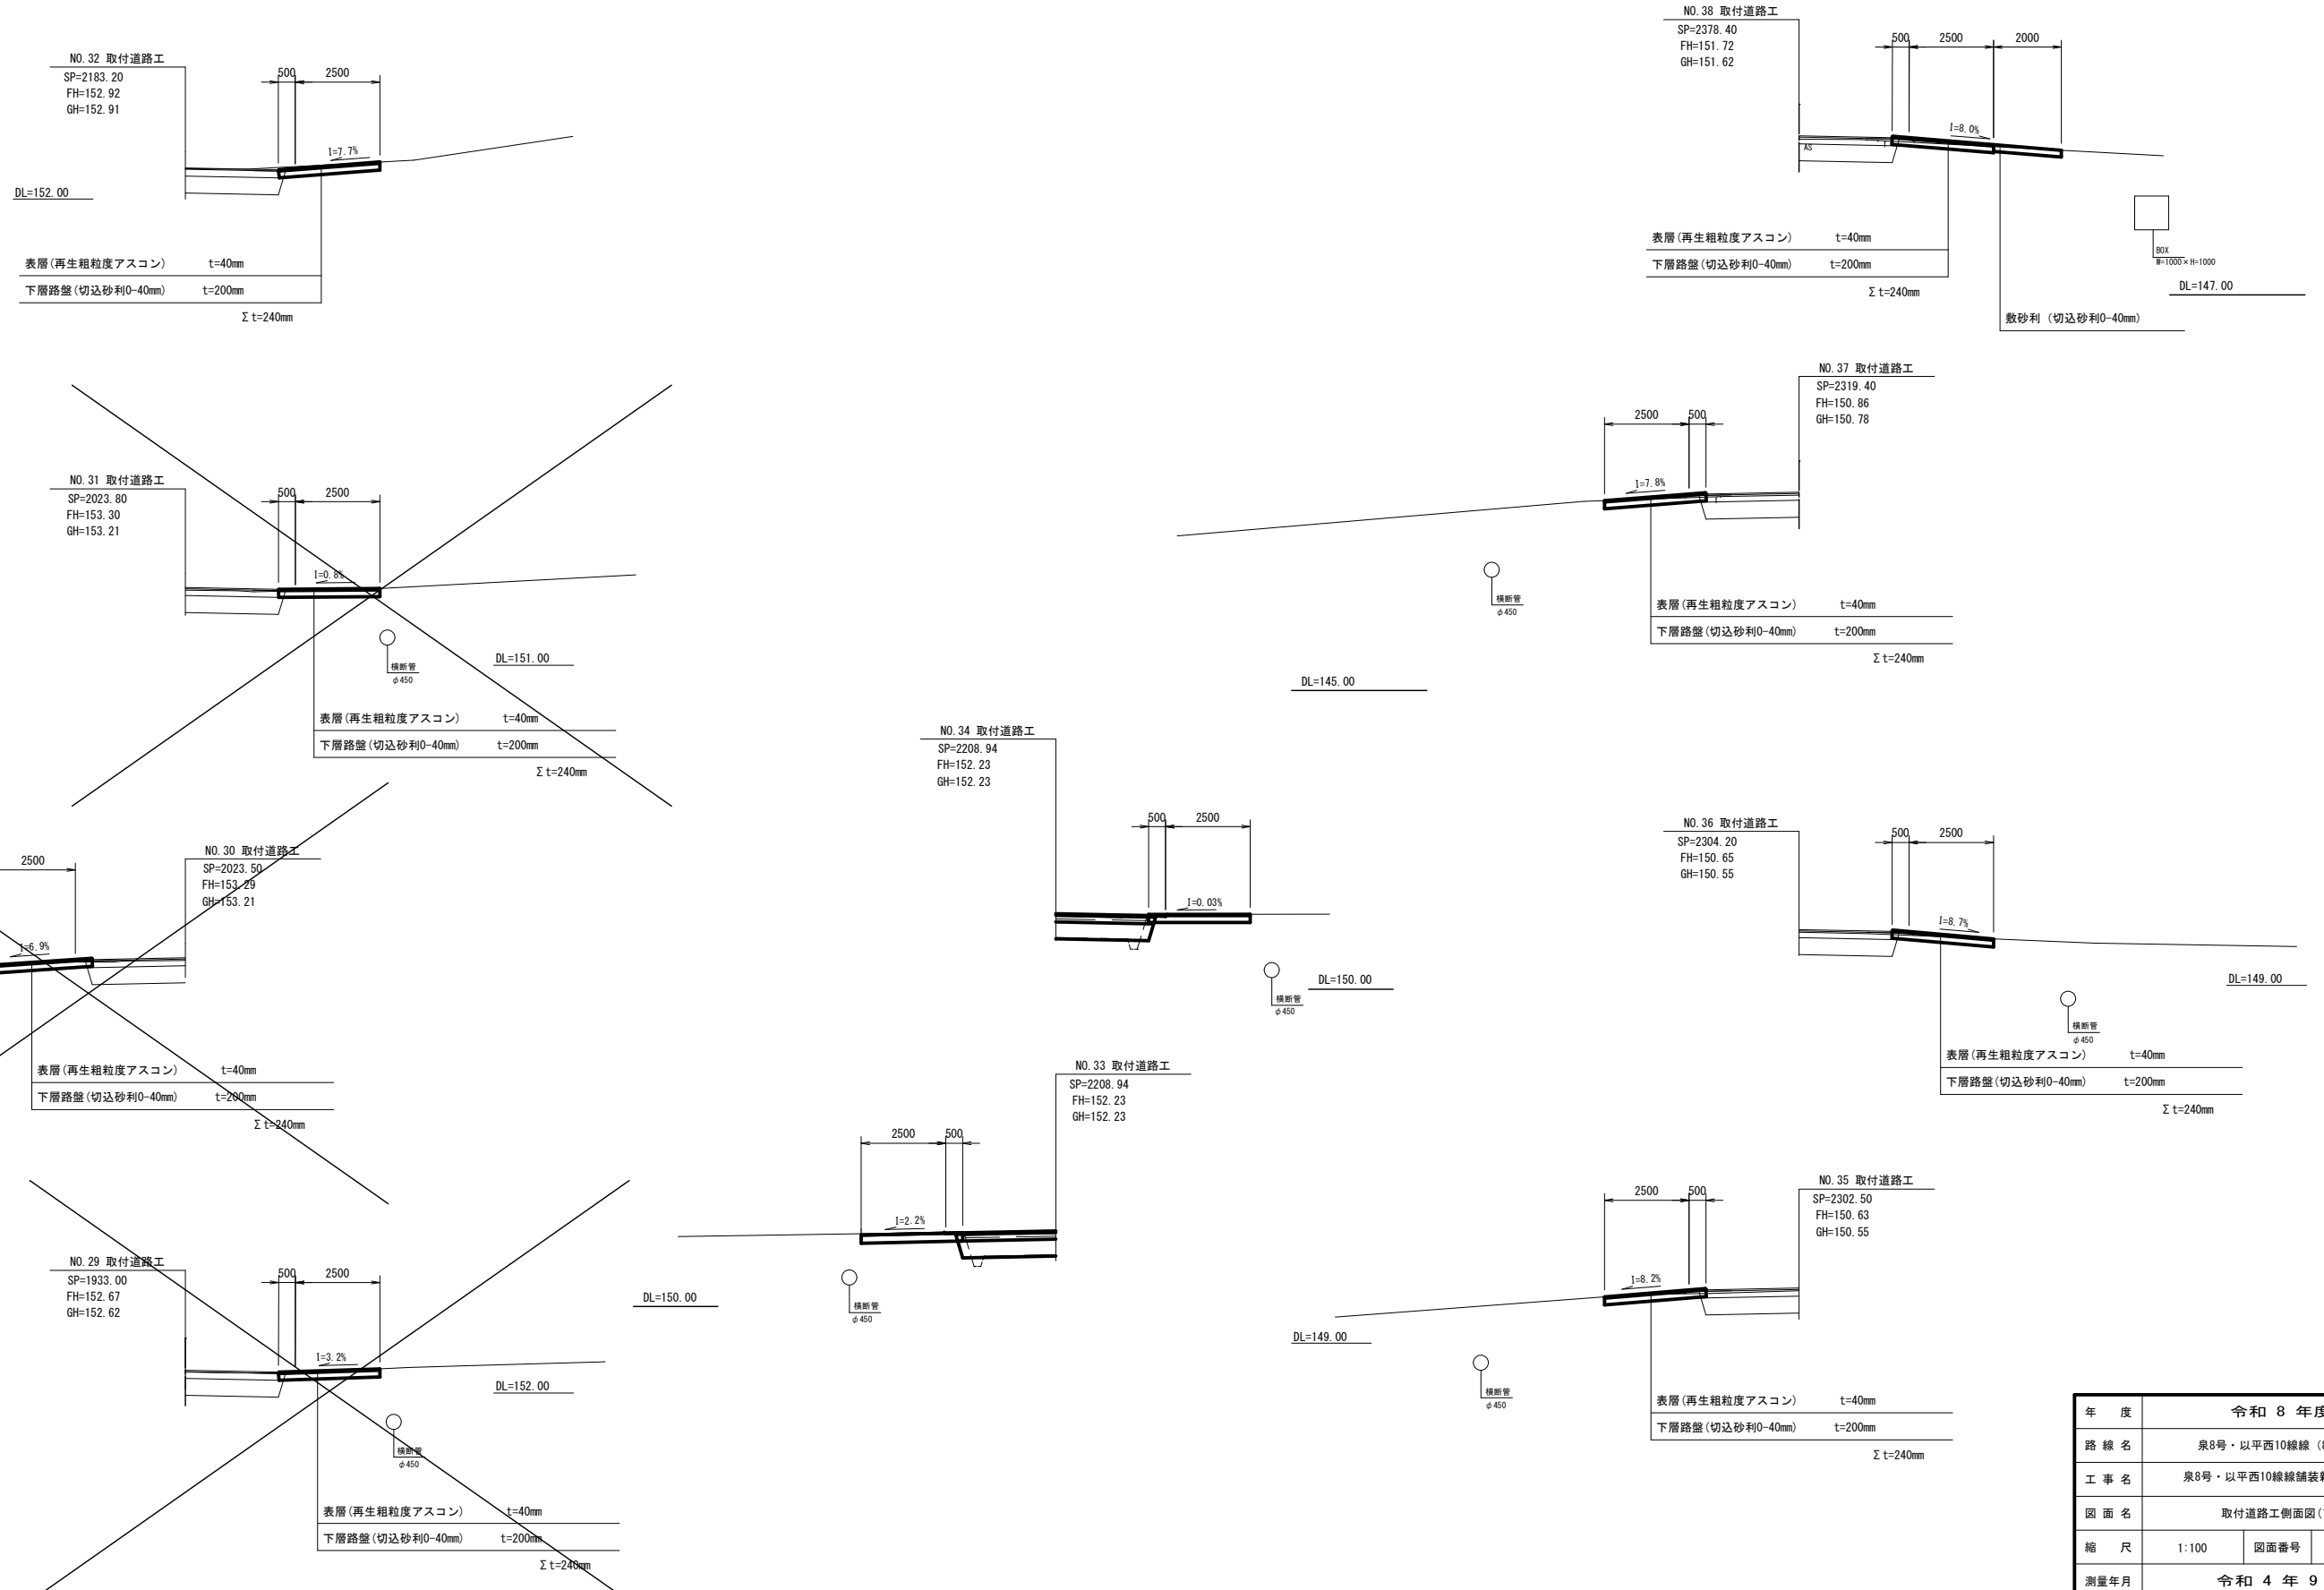 NO.32 取付道路工
SP=2183.20
FH=152.92
GH=152.91
500 2500
I=7.7%
DL=152.00
表層(再生粗粒度アスコン) t=40mm
下層路盤(切込砂利0-40mm) t=200mm
Σt=240mm
NO.31 取付道路工
SP=2023.80
FH=153.30
GH=153.21
500 2500
I=0.8%
横断管
φ450
DL=151.00
表層(再生粗粒度アスコン) t=40mm
下層路盤(切込砂利0-40mm) t=200mm
Σt=240mm
2500
NO.30 取付道路工
SP=2023.50
FH=153.29
GH=153.21
I=6.9%
表層(再生粗粒度アスコン) t=40mm
下層路盤(切込砂利0-40mm) t=200mm
Σt=240mm
NO.29 取付道路工
SP=1933.00
FH=152.67
GH=152.62
500 2500
I=3.2%
DL=152.00
横断管
φ450
表層(再生粗粒度アスコン) t=40mm
下層路盤(切込砂利0-40mm) t=200mm
Σt=240mm
NO.34 取付道路工
SP=2208.94
FH=152.23
GH=152.23
500 2500
I=0.03%
横断管
φ450
DL=150.00
NO.33 取付道路工
SP=2208.94
FH=152.23
GH=152.23
2500 500
I=2.2%
DL=150.00
横断管
φ450
NO.38 取付道路工
SP=2378.40
FH=151.72
GH=151.62
500 2500 2000
I=8.0%
AS
表層(再生粗粒度アスコン) t=40mm
下層路盤(切込砂利0-40mm) t=200mm
Σt=240mm
BOX
W=1000×H=1000
DL=147.00
敷砂利 (切込砂利0-40mm)
NO.37 取付道路工
SP=2319.40
FH=150.86
GH=150.78
2500 500
I=7.8%
横断管
φ450
表層(再生粗粒度アスコン) t=40mm
下層路盤(切込砂利0-40mm) t=200mm
Σt=240mm
DL=145.00
NO.36 取付道路工
SP=2304.20
FH=150.65
GH=150.55
500 2500
I=8.7%
DL=149.00
横断管
φ450
表層(再生粗粒度アスコン) t=40mm
下層路盤(切込砂利0-40mm) t=200mm
Σt=240mm
NO.35 取付道路工
SP=2302.50
FH=150.63
GH=150.55
2500 500
I=8.2%
DL=149.00
横断管
φ450
表層(再生粗粒度アスコン) t=40mm
下層路盤(切込砂利0-40mm) t=200mm
Σt=240mm
年 度 令和 8 年度
路 線 名 泉8号・以平西10線線
工 事 名 泉8号・以平西10線線舗装
図 面 名 取付道路工側面図
縮 尺 1:100 図面番号
測量年月 令和 4 年 9